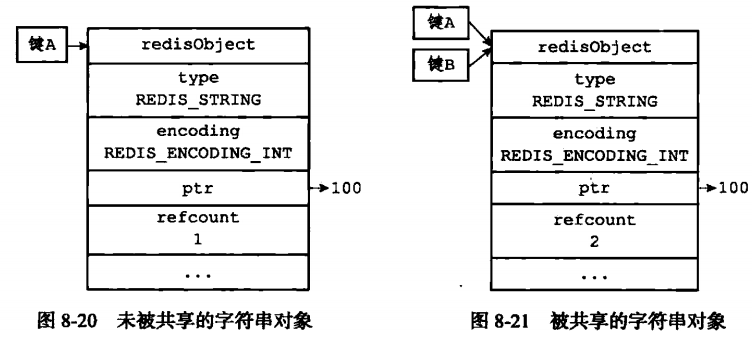 键A
redisObject
type
REDIS_STRING
encoding
REDIS_ENCODING_INT
ptr
100
refcount
1
...
图 8-20 未被共享的字符串对象
键A
键B
redisObject
type
REDIS_STRING
encoding
REDIS_ENCODING_INT
ptr
100
refcount
2
...
图 8-21 被共享的字符串对象